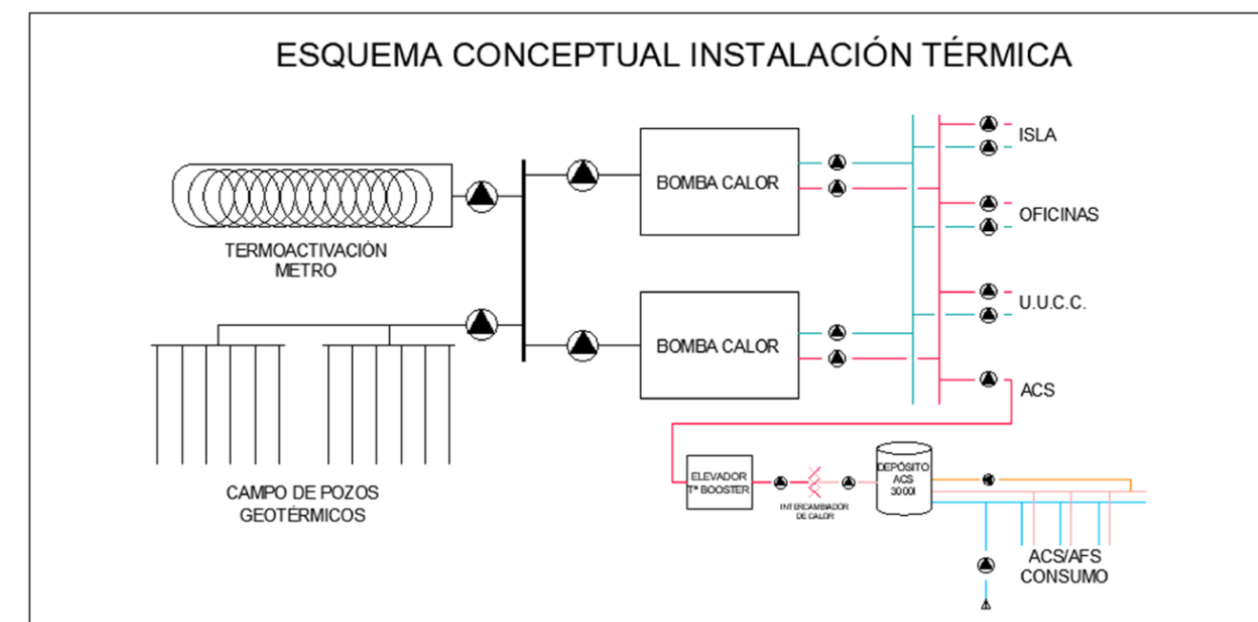 ESQUEMA CONCEPTUAL INSTALACIÓN TÉRMICA
TERMOACTIVACIÓN
METRO
BOMBA CALOR
BOMBA CALOR
ISLA
OFICINAS
U.U.C.C.
ACS
CAMPO DE POZOS
GEOTÉRMICOS
ELEVADOR
Tª BOOSTER
INTERCAMBIADOR
DE CALOR
DEPÓSITO
ACS
3000l
ACS/AFS
CONSUMO